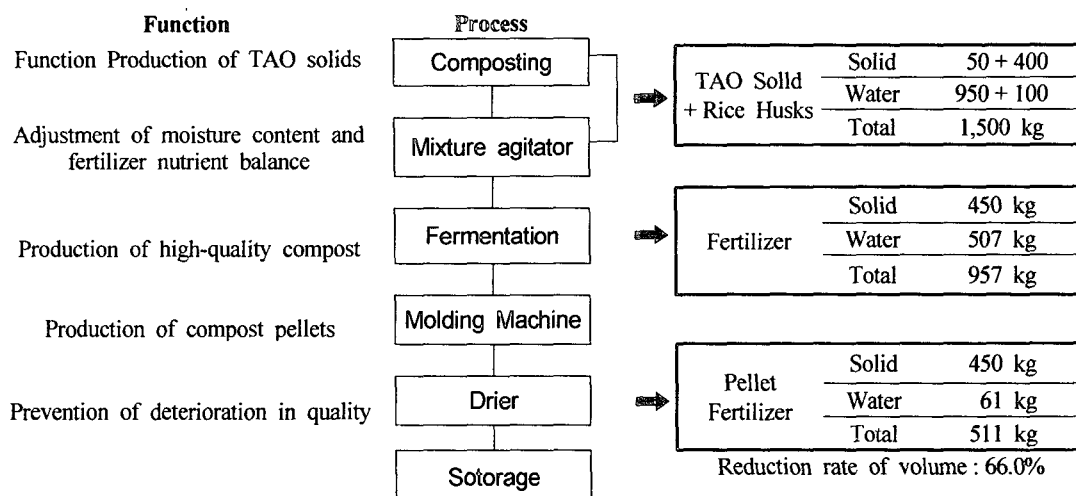 Function
Process
Function Production of TAO solids
Composting
TAO Solld
+ Rice Husks
Solid 50 + 400
Water 950 + 100
Total 1,500 kg
Adjustment of moisture content and
fertilizer nutrient balance
Mixture agitator
Production of high-quality compost
Fermentation
Fertilizer
Solid 450 kg
Water 507 kg
Total 957 kg
Production of compost pellets
Molding Machine
Prevention of deterioration in quality
Drier
Pellet
Fertilizer
Solid 450 kg
Water 61 kg
Total 511 kg
Sotorage
Reduction rate of volume : 66.0%